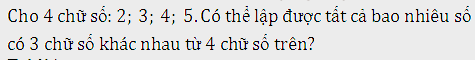 Cho 4 chữ số: 2; 3; 4; 5. Có thể lập được tất cả bao nhiêu số
có 3 chữ số khác nhau từ 4 chữ số trên?